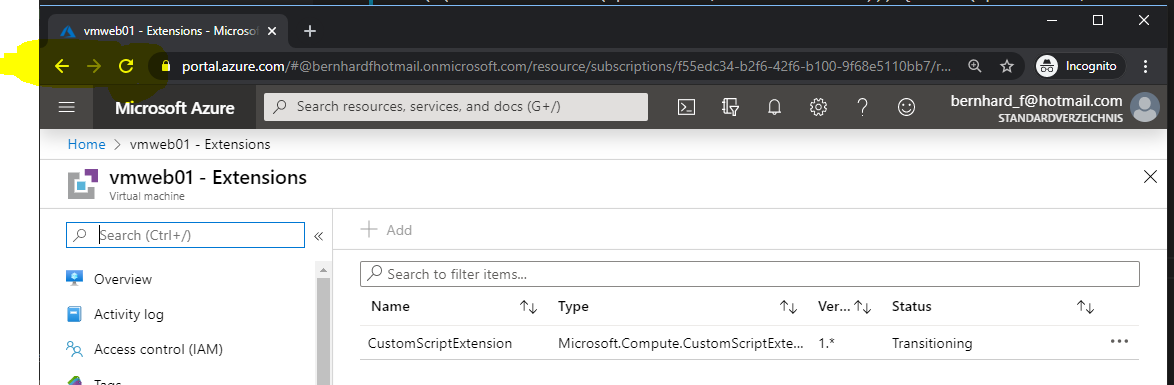 vmweb01 - Extensions - Microsof
portal.azure.com/#@bernhardfhotmail.onmicrosoft.com/resource/subscriptions/f55edc34-b2f6-42f6-b100-9f68e5110bb7/r...
Incognito
Microsoft Azure
Search resources, services, and docs (G+/)
bernhard_f@hotmail.com
STANDARDVERZEICHNIS
Home > vmweb01 - Extensions
vmweb01 - Extensions
Virtual machine
Search (Ctrl+/)
«
Add
Overview
Search to filter items...
Activity log
Name Type Ver... Status
Access control (IAM)
CustomScriptExtension Microsoft.Compute.CustomScriptExte... 1.* Transitioning
Tags